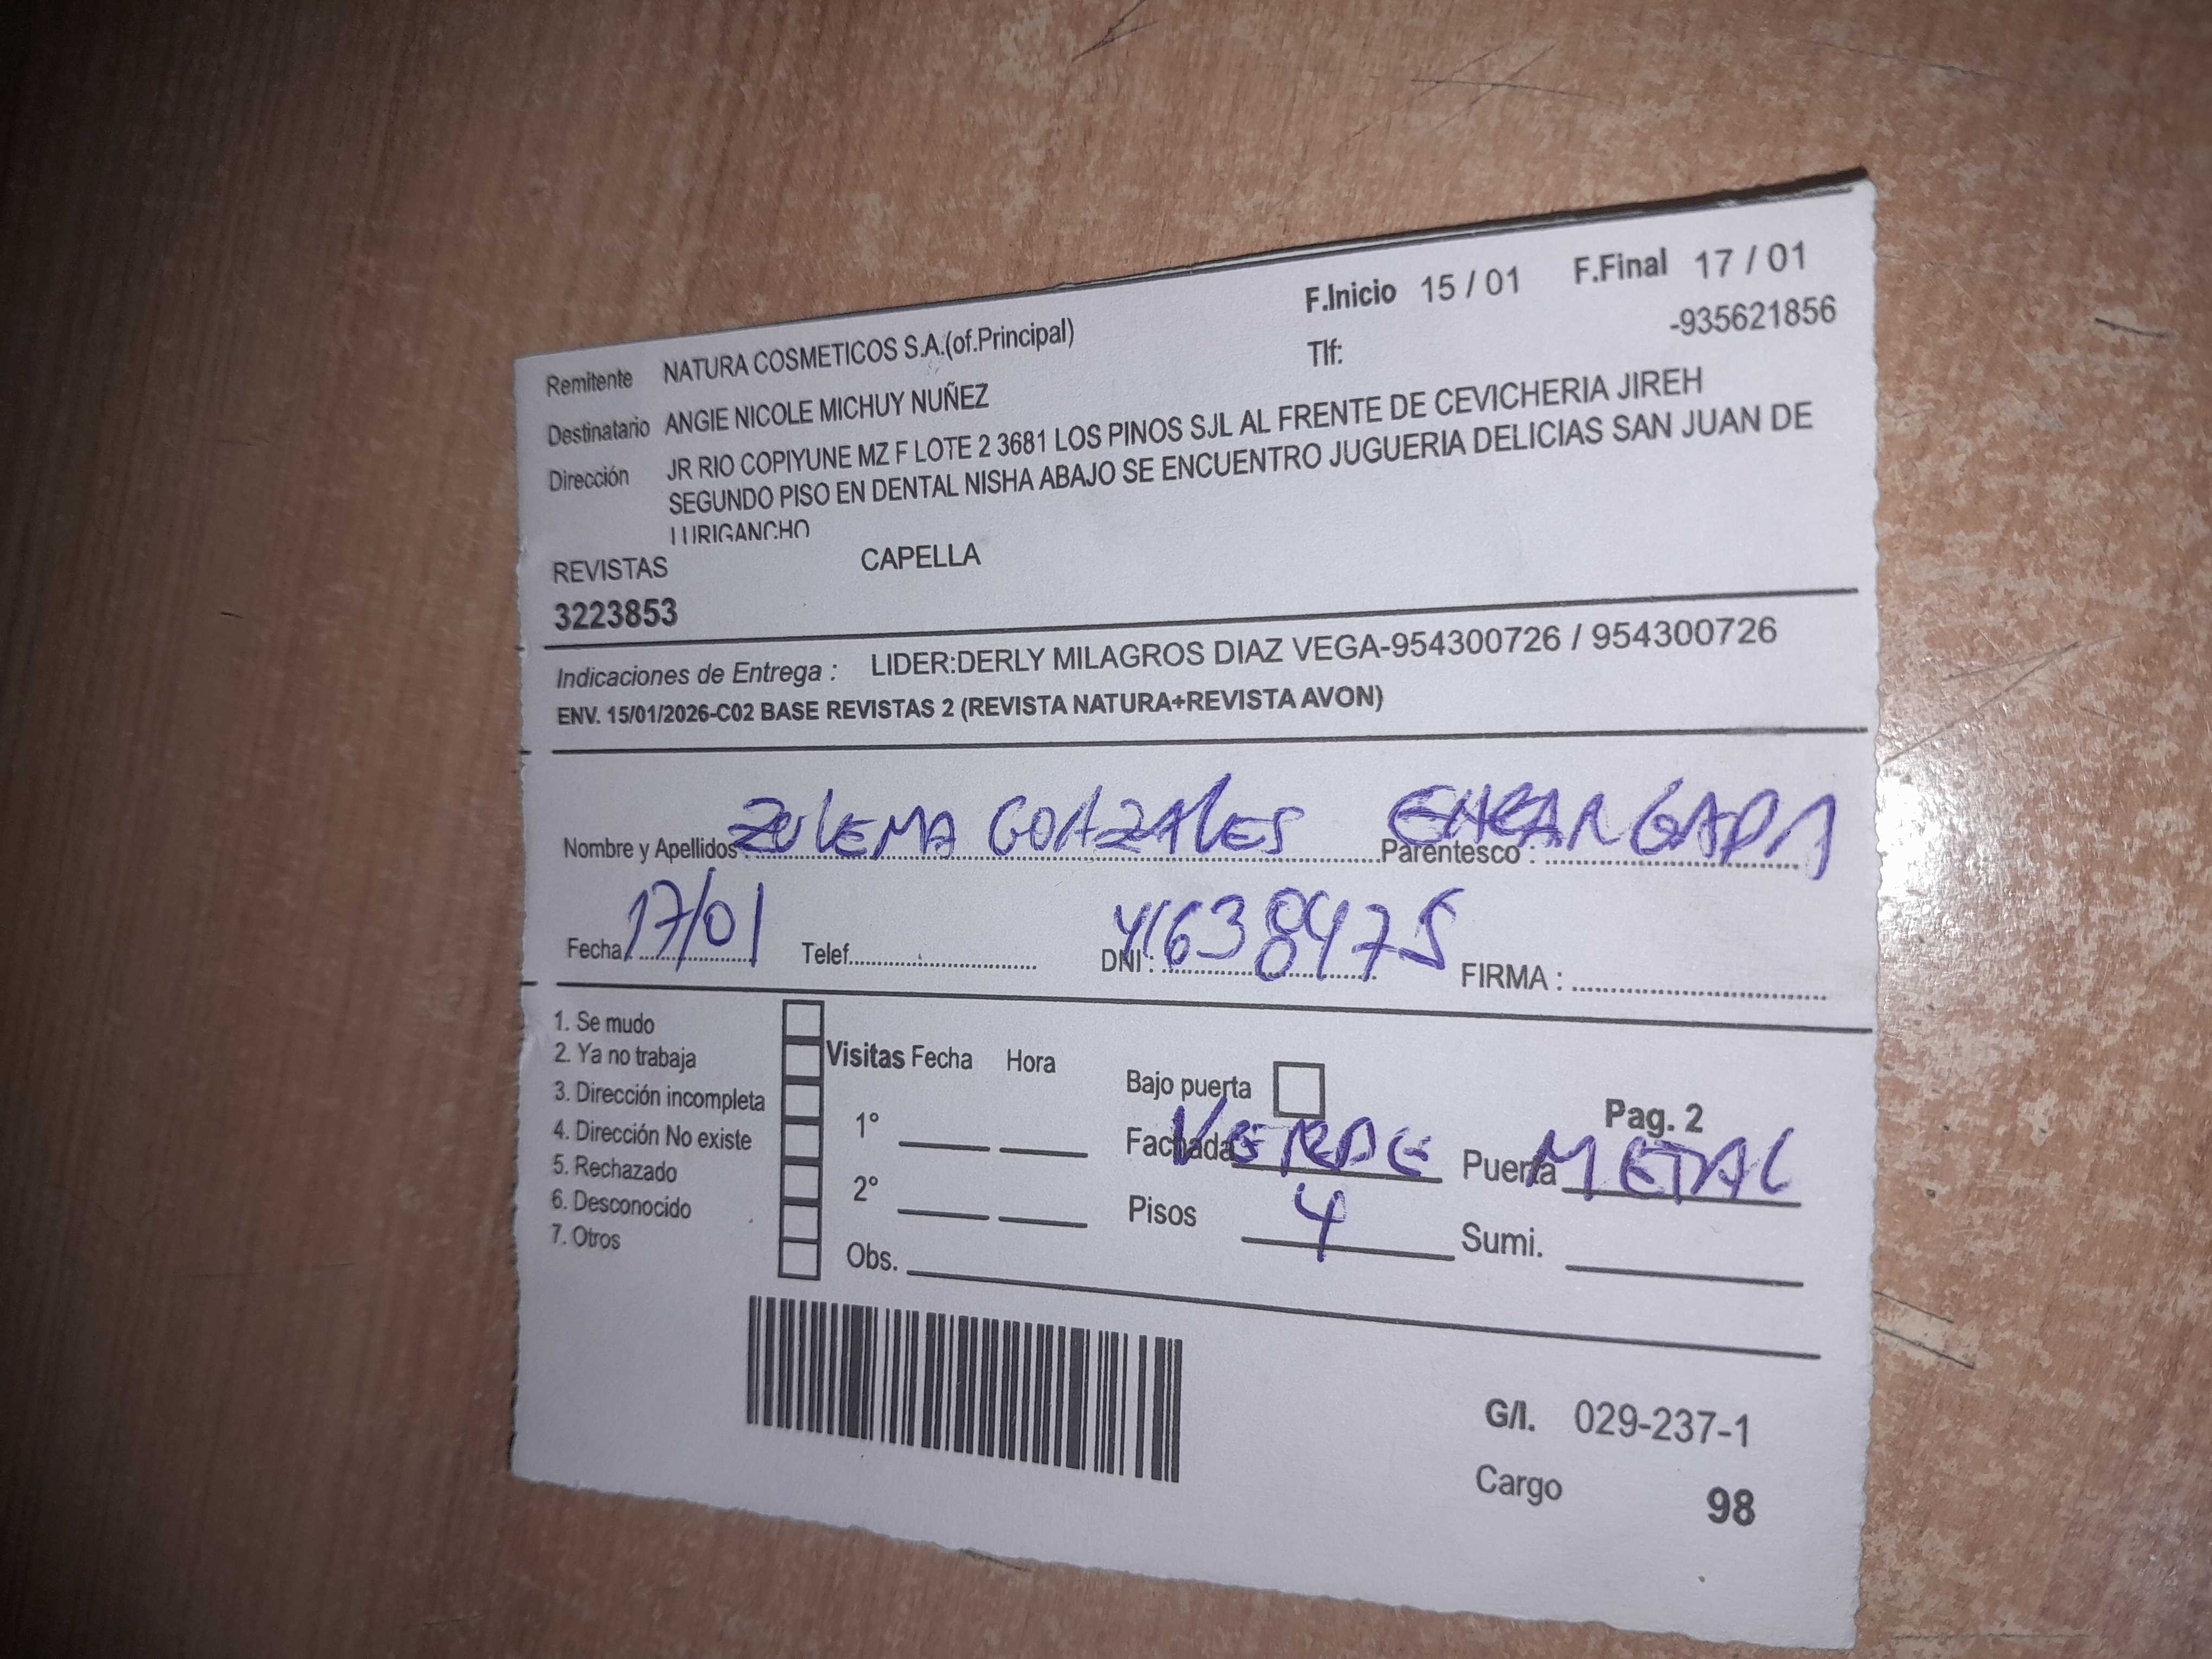 F.Inicio 15 / 01 F.Final 17 / 01
Remitente NATURA COSMETICOS S.A.(of.Principal) Tlf: -935621856
Destinatario ANGIE NICOLE MICHUY NUÑEZ
Dirección JR RIO COPIYUNE MZ F LOTE 2 3681 LOS PINOS SJL AL FRENTE DE CEVICHERIA JIREH
SEGUNDO PISO EN DENTAL NISHA ABAJO SE ENCUENTRO JUGUERIA DELICIAS SAN JUAN DE
LURIGANCHO
REVISTAS CAPELLA
3223853
Indicaciones de Entrega : LIDER:DERLY MILAGROS DIAZ VEGA-954300726 / 954300726
ENV. 15/01/2026-C02 BASE REVISTAS 2 (REVISTA NATURA+REVISTA AVON)
Nombre y Apellidos: ZULEMA GONZALES Parentesco : ENCARGADA
Fecha: 17/01 Telef. DNI : 41638475 FIRMA :
1. Se mudo
2. Ya no trabaja
3. Dirección incompleta
4. Dirección No existe
5. Rechazado
6. Desconocido
7. Otros
Visitas Fecha Hora
1°
2°
Obs.
Bajo puerta
Pag. 2
Fachada VERDE Puerta METAL
Pisos 4 Sumi.
G/I. 029-237-1
Cargo 98